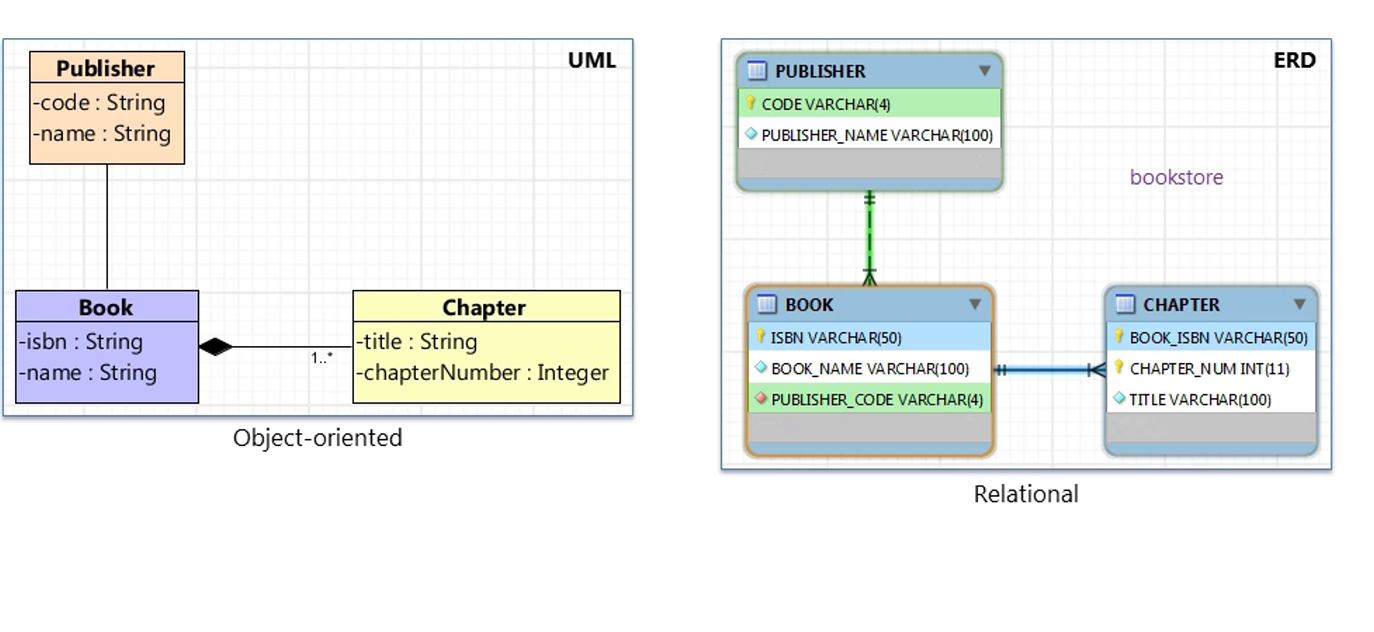 UML
Publisher
-code : String
-name : String
Book
-isbn : String
-name : String
1..*
Chapter
-title : String
-chapterNumber : Integer
Object-oriented
ERD
PUBLISHER
CODE VARCHAR(4)
PUBLISHER_NAME VARCHAR(100)
bookstore
BOOK
ISBN VARCHAR(50)
BOOK_NAME VARCHAR(100)
PUBLISHER_CODE VARCHAR(4)
CHAPTER
BOOK_ISBN VARCHAR(50)
CHAPTER_NUM INT(11)
TITLE VARCHAR(100)
Relational